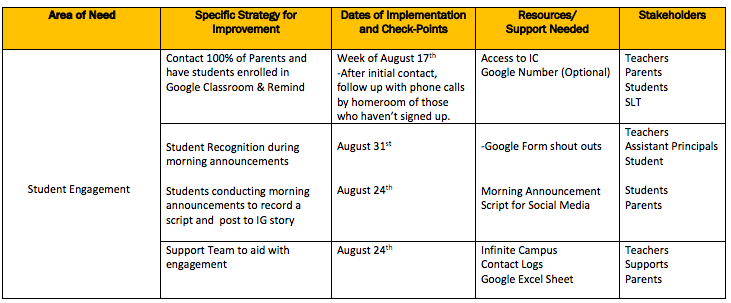 Area of Need
Specific Strategy for
Improvement
Dates of Implementation
and Check-Points
Resources/
Support Needed
Stakeholders
Student Engagement
Contact 100% of Parents and
have students enrolled in
Google Classroom & Remind
Week of August 17th
-After initial contact,
follow up with phone calls
by homeroom of those
who haven't signed up.
Access to IC
Google Number (Optional)
Teachers
Parents
Students
SLT
Student Recognition during
morning announcements
August 31st
-Google Form shout outs
Teachers
Assistant Principals
Student
Students conducting morning
announcements to record a
script and post to IG story
August 24th
Morning Announcement
Script for Social Media
Students
Parents
Support Team to aid with
engagement
August 24th
Infinite Campus
Contact Logs
Google Excel Sheet
Teachers
Supports
Parents